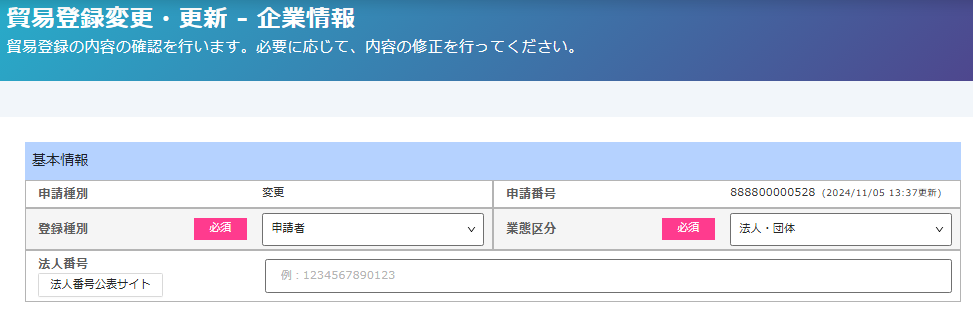 貿易登録変更・更新 – 企業情報
貿易登録の内容の確認を行います。必要に応じて、内容の修正を行ってください。
基本情報
申請種別 変更 申請番号 888800000528 (2024/11/05 13:37更新)
登録種別 必須 申請者 業態区分 必須 法人・団体
法人番号
法人番号公表サイト 例：1234567890123